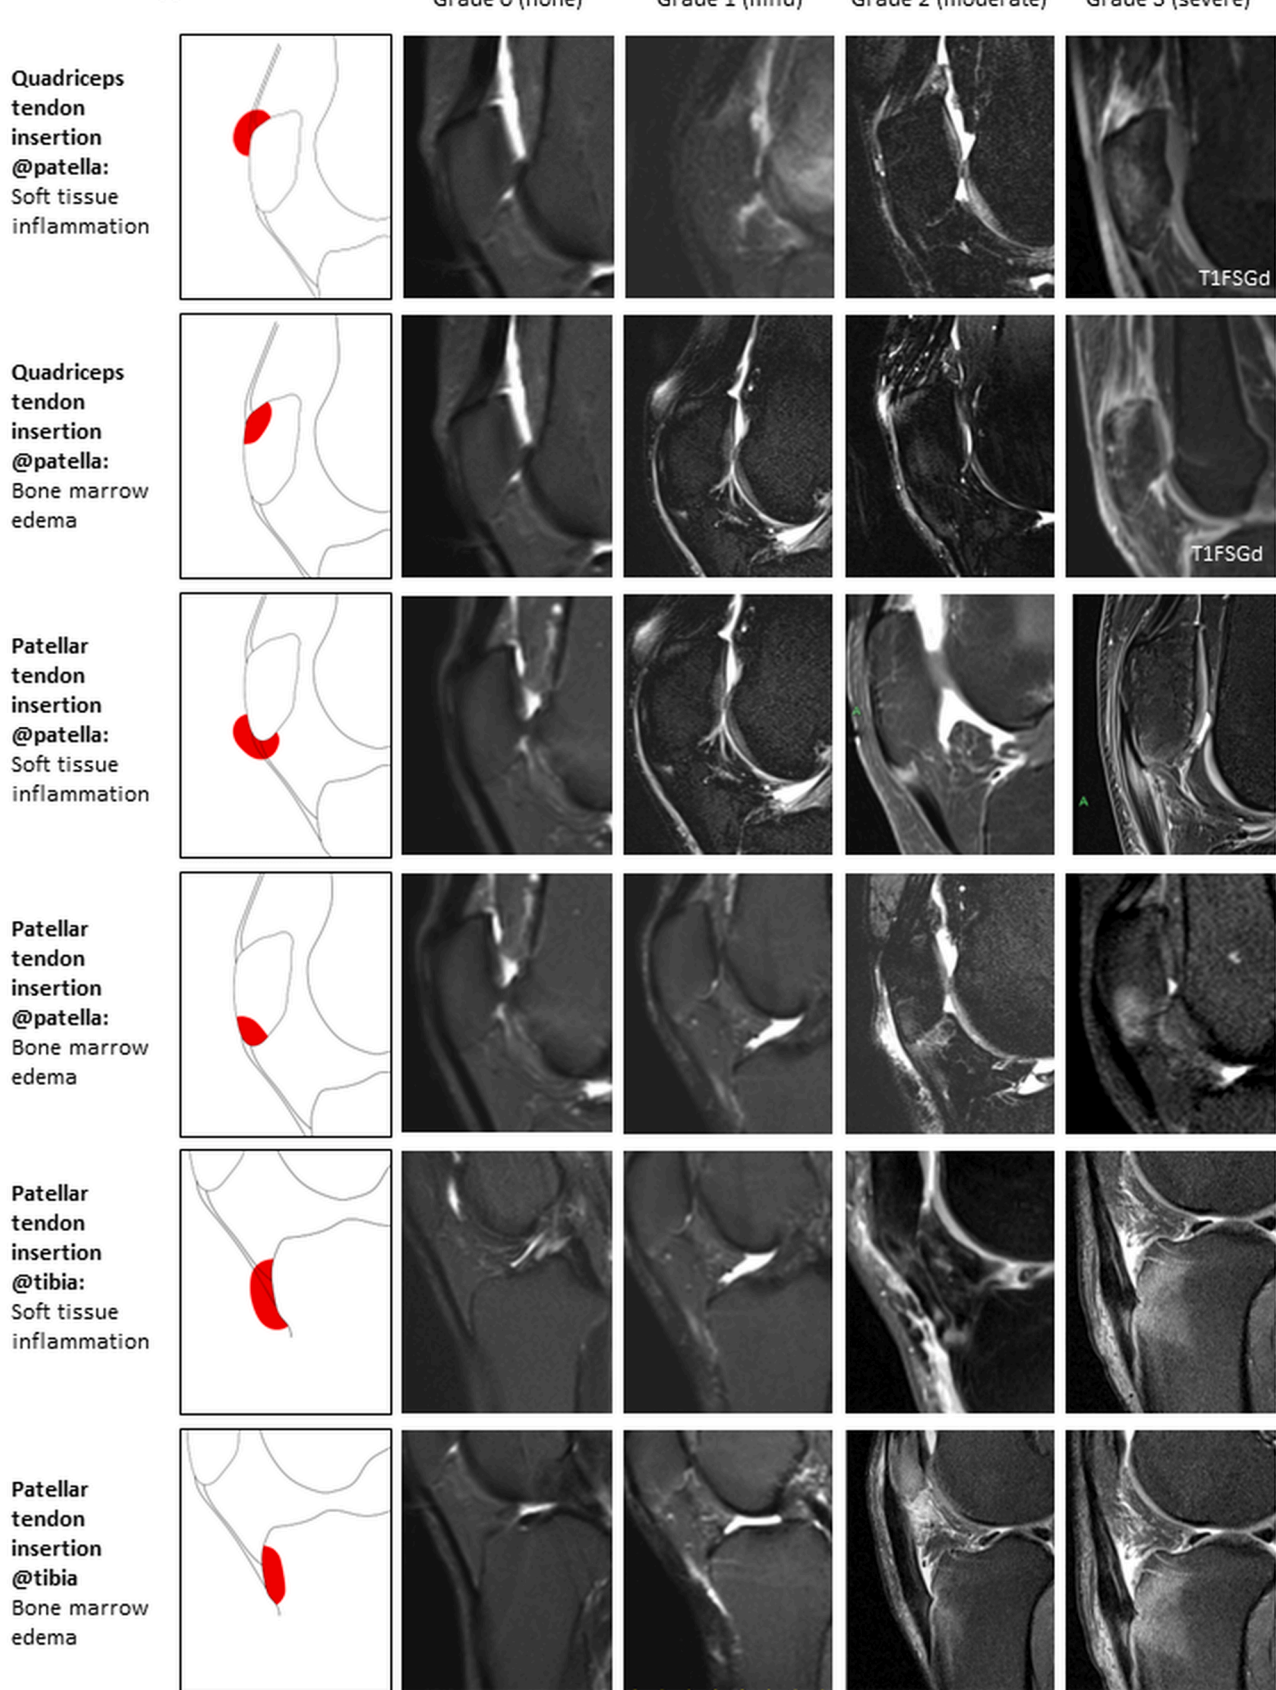 Grade 0 (none) Grade 1 (mild) Grade 2 (moderate) Grade 3 (severe)
Quadriceps
tendon
insertion
@patella:
Soft tissue
inflammation
T1FSGd
Quadriceps
tendon
insertion
@patella:
Bone marrow
edema
T1FSGd
Patellar
tendon
insertion
@patella:
Soft tissue
inflammation
A
A
Patellar
tendon
insertion
@patella:
Bone marrow
edema
Patellar
tendon
insertion
@tibia:
Soft tissue
inflammation
Patellar
tendon
insertion
@tibia
Bone marrow
edema